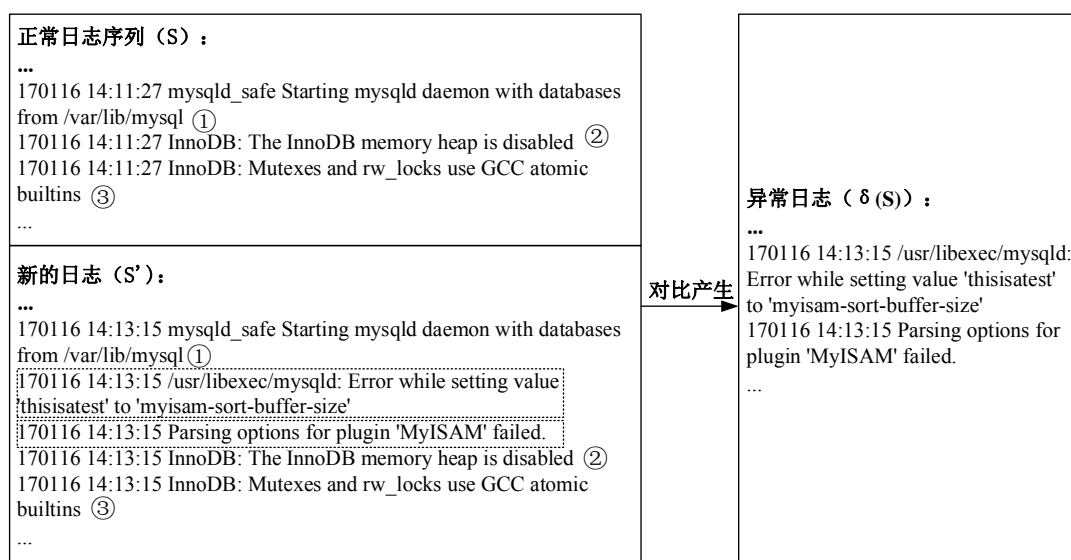 正常日志序列（S）：
...
170116 14:11:27 mysqld_safe Starting mysqld daemon with databases
from /var/lib/mysql ①
170116 14:11:27 InnoDB: The InnoDB memory heap is disabled ②
170116 14:11:27 InnoDB: Mutexes and rw_locks use GCC atomic
builtins ③
...
新的日志（S'）：
...
170116 14:13:15 mysqld_safe Starting mysqld daemon with databases
from /var/lib/mysql ①
170116 14:13:15 /usr/libexec/mysqld: Error while setting value
'thisisatest' to 'myisam-sort-buffer-size'
170116 14:13:15 Parsing options for plugin 'MyISAM' failed.
170116 14:13:15 InnoDB: The InnoDB memory heap is disabled ②
170116 14:13:15 InnoDB: Mutexes and rw_locks use GCC atomic
builtins ③
...
对比产生
异常日志（δ(S)）：
...
170116 14:13:15 /usr/libexec/mysqld:
Error while setting value 'thisisatest'
to 'myisam-sort-buffer-size'
170116 14:13:15 Parsing options for
plugin 'MyISAM' failed.
...